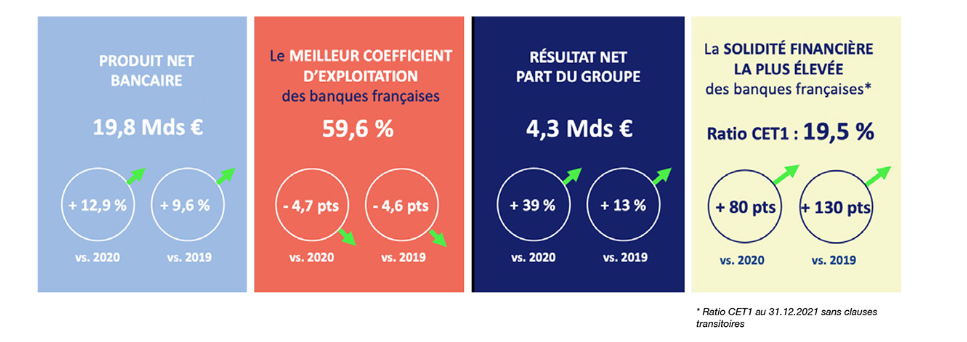 PRODUIT NET
BANCAIRE
19,8 Mds €
+ 12,9 %
+ 9,6 %
vs. 2020
vs. 2019
Le MEILLEUR COEFFICIENT
D'EXPLOITATION
des banques françaises
59,6 %
- 4,7 pts
- 4,6 pts
vs. 2020
vs. 2019
RÉSULTAT NET
PART DU GROUPE
4,3 Mds €
+ 39 %
+ 13 %
vs. 2020
vs. 2019
La SOLIDITÉ FINANCIÈRE
LA PLUS ÉLEVÉE
des banques françaises*
Ratio CET1 : 19,5 %
+ 80 pts
+ 130 pts
vs. 2020
vs. 2019
* Ratio CET1 au 31.12.2021 sans clauses
transitoires